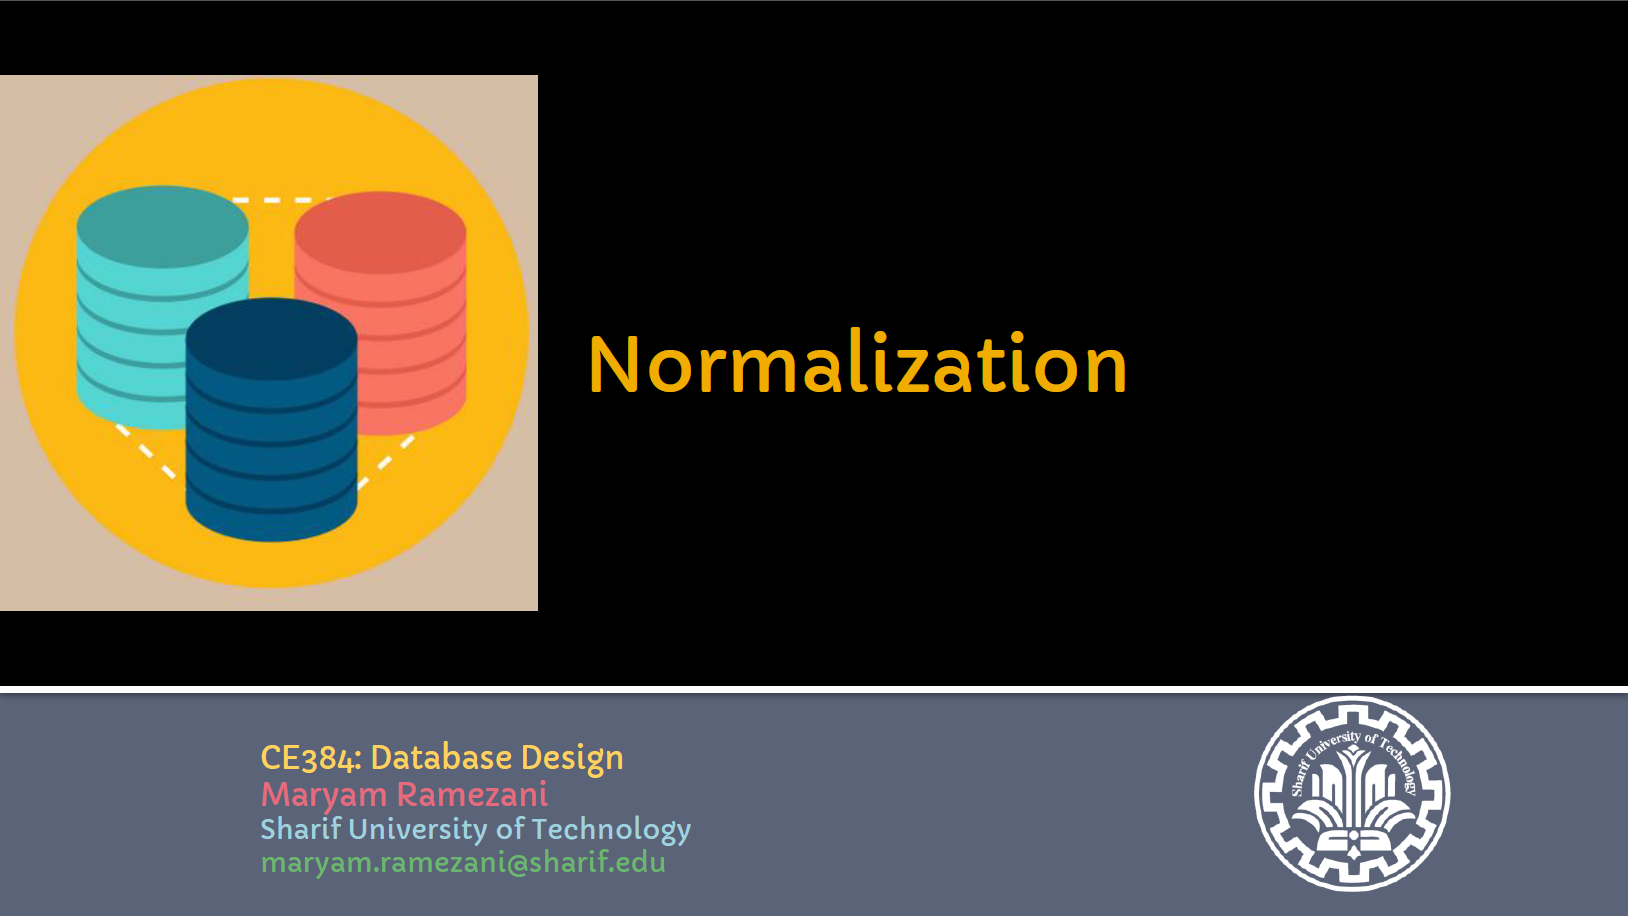 Normalization
CE384: Database Design
Maryam Ramezani
Sharif University of Technology
maryam.ramezani@sharif.edu
Sharif University of Technology